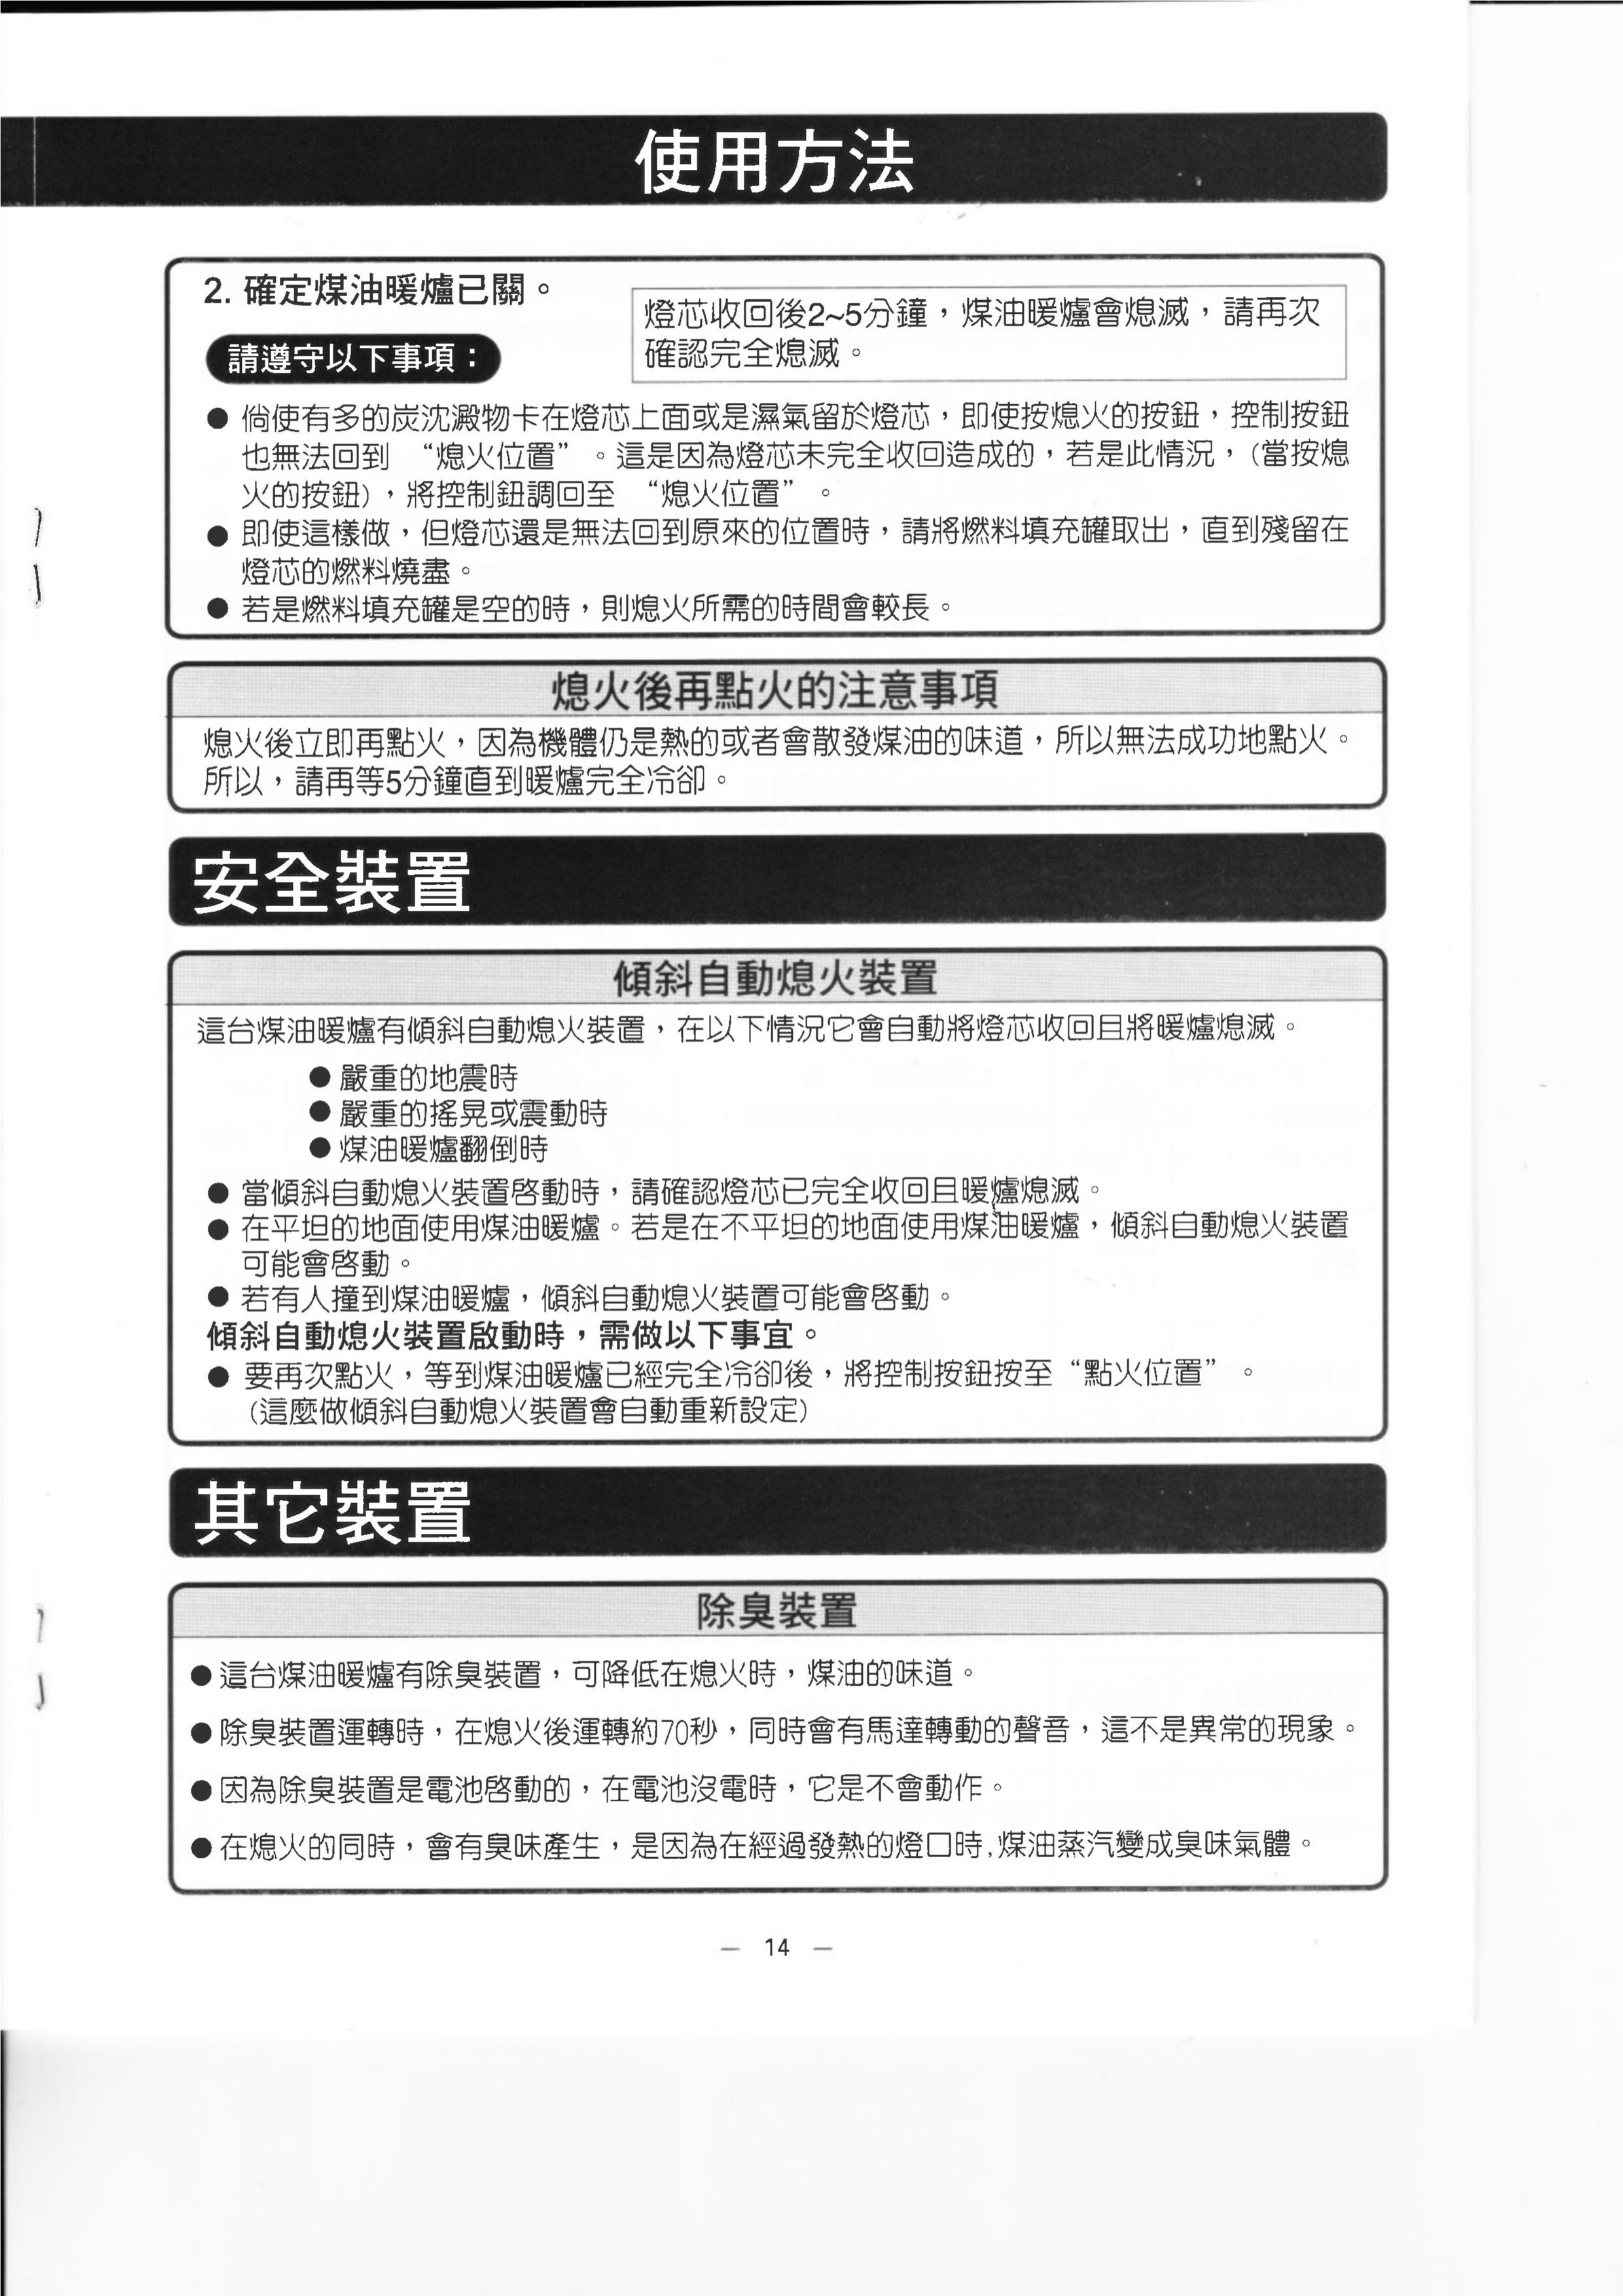 使用方法
2. 確定煤油暖爐已關。
燈芯收回後2~5分鐘，煤油暖爐會熄滅，請再次
確認完全熄滅。
請遵守以下事項：
● 倘使有多的炭沈澱物卡在燈芯上面或是濕氣留於燈芯，即使按熄火的按鈕，控制按鈕
也無法回到 “熄火位置” 。這是因為燈芯未完全收回造成的，若是此情況，(當按熄
火的按鈕)，將控制鈕調回至 “熄火位置” 。
● 即使這樣做，但燈芯還是無法回到原來的位置時，請將燃料填充罐取出，直到殘留在
燈芯的燃料燒盡。
● 若是燃料填充罐是空的時，則熄火所需的時間會較長。
熄火後再點火的注意事項
熄火後立即再點火，因為機體仍是熱的或者會散發煤油的味道，所以無法成功地點火。
所以，請再等5分鐘直到暖爐完全冷卻。
安全裝置
傾斜自動熄火裝置
這台煤油暖爐有傾斜自動熄火裝置，在以下情況它會自動將燈芯收回且將暖爐熄滅。
● 嚴重的地震時
● 嚴重的搖晃或震動時
● 煤油暖爐翻倒時
● 當傾斜自動熄火裝置啓動時，請確認燈芯已完全收回且暖爐熄滅。
● 在平坦的地面使用煤油暖爐。若是在不平坦的地面使用煤油暖爐，傾斜自動熄火裝置
可能會啓動。
● 若有人撞到煤油暖爐，傾斜自動熄火裝置可能會啓動。
傾斜自動熄火裝置啟動時，需做以下事宜。
● 要再次點火，等到煤油暖爐已經完全冷卻後，將控制按鈕按至 “點火位置” 。
(這麼做傾斜自動熄火裝置會自動重新設定)
其它裝置
除臭裝置
● 這台煤油暖爐有除臭裝置，可降低在熄火時，煤油的味道。
● 除臭裝置運轉時，在熄火後運轉約70秒，同時會有馬達轉動的聲音，這不是異常的現象。
● 因為除臭裝置是電池啓動的，在電池沒電時，它是不會動作。
● 在熄火的同時，會有臭味產生，是因為在經過發熱的燈口時,煤油蒸汽變成臭味氣體。
— 14 —